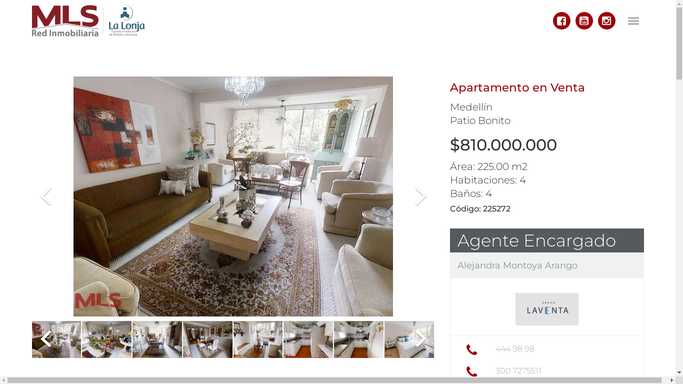 MLS
Red Inmobiliaria
La Lonja
Apartamento en Venta
Medellín
Patio Bonito
$810.000.000
Área: 225.00 m2
Habitaciones: 4
Baños: 4
Código: 225272
Agente Encargado
Alejandra Montoya Arango
LAVENTA
444 98 98
300 7275511
MLS